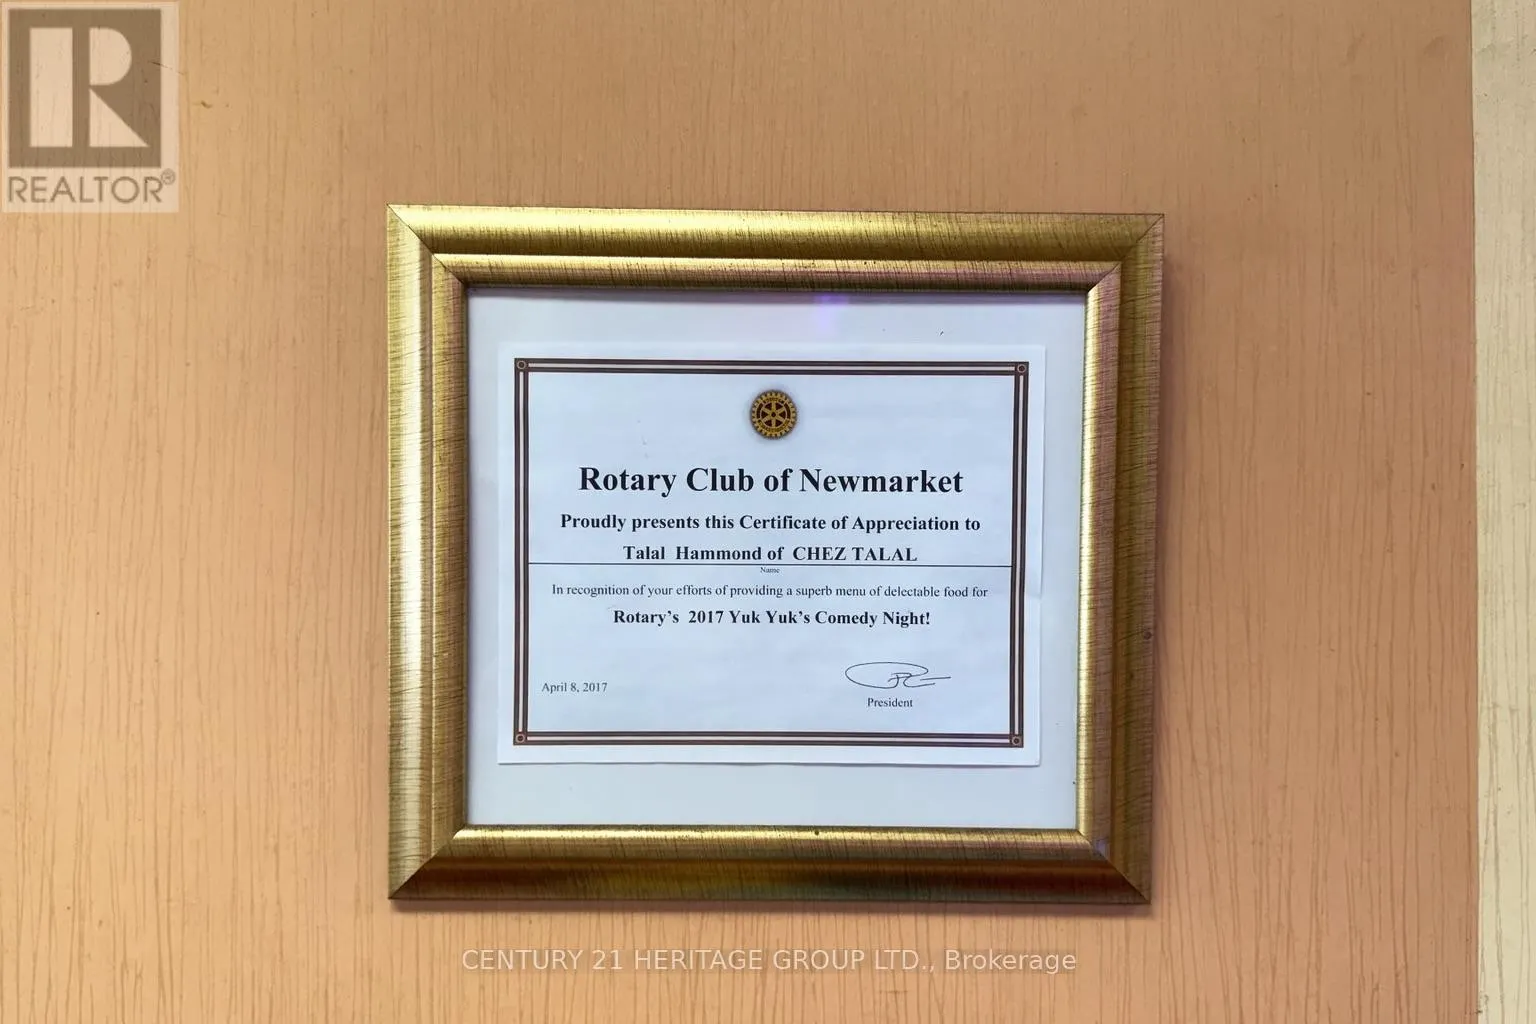 REALTOR®
Rotary Club of Newmarket
Proudly presents this Certificate of Appreciation to
Talal Hammond of CHEZ TALAL
Name
In recognition of your efforts of providing a superb menu of delectable food for
Rotary's 2017 Yuk Yuk's Comedy Night!
April 8, 2017
President
CENTURY 21 HERITAGE GROUP LTD., Brokerage